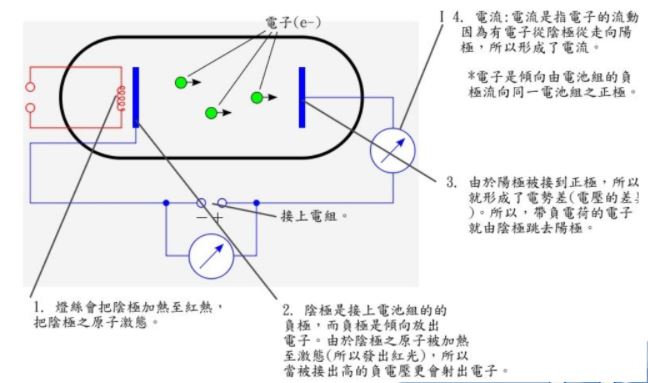 電子(e-)
I 4. 電流:電流是指電子的流動
因為有電子從陰極從走向陽
極，所以形成了電流。
*電子是傾向由電池組的負
極流向同一電池組之正極。
3. 由於陽極被接到正極，所以
就形成了電勢差(電壓的差
)。所以，帶負電荷的電子
就由陰極跳去陽極。
− +
接上電組。
1. 燈絲會把陰極加熱至紅熱，
把陰極之原子激態。
2. 陰極是接上電池組的的
負極，而負極是傾向放出
電子。由於陰極之原子被加熱
至激態(所以發出紅光)，所以
當被接出高的負電壓更會射出電子。